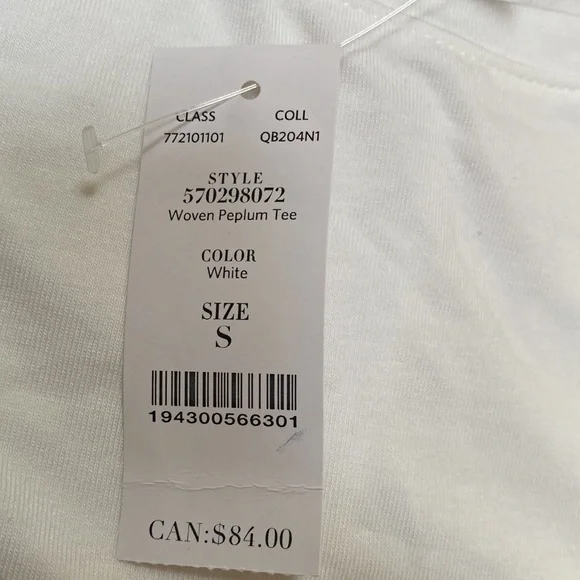 CLASS COLL
772101101 QB204N1
STYLE
570298072
Woven Peplum Tee
COLOR
White
SIZE
S
194300566301
CAN:$84.00